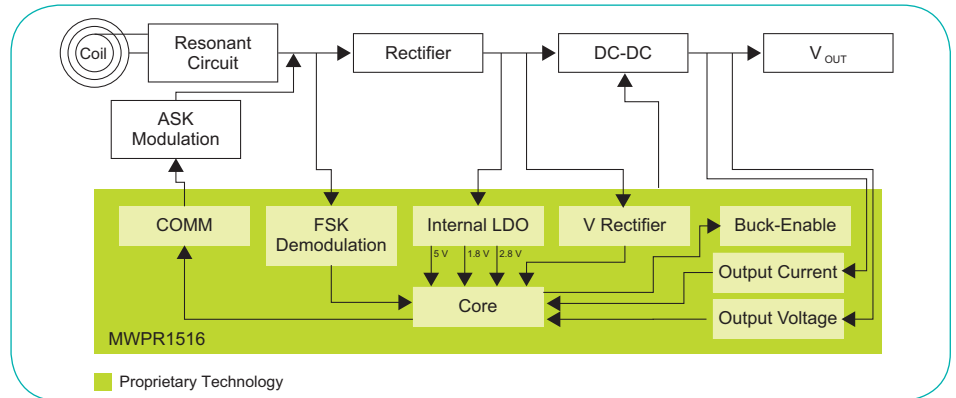 Coil
Resonant
Circuit
Rectifier
DC-DC
V OUT
ASK
Modulation
COMM
FSK
Demodulation
Internal LDO
V Rectifier
Buck-Enable
5 V
1.8 V
2.8 V
Output Current
Core
Output Voltage
MWPR1516
Proprietary Technology